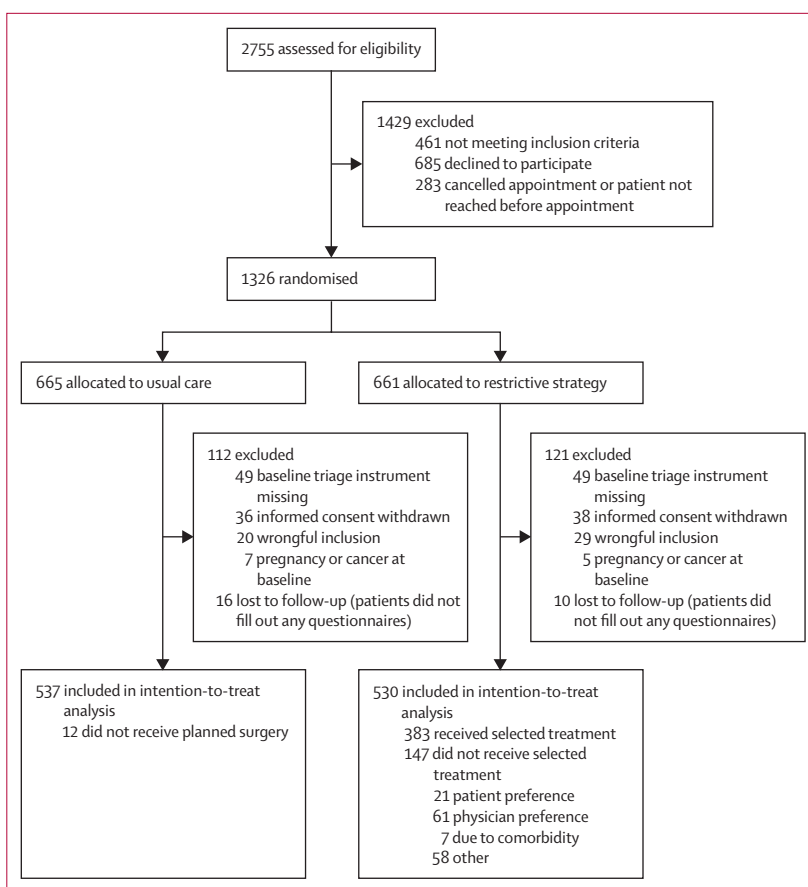 2755 assessed for eligibility
1429 excluded
461 not meeting inclusion criteria
685 declined to participate
283 cancelled appointment or patient not
reached before appointment
1326 randomised
665 allocated to usual care
661 allocated to restrictive strategy
112 excluded
49 baseline triage instrument
missing
36 informed consent withdrawn
20 wrongful inclusion
7 pregnancy or cancer at
baseline
16 lost to follow-up (patients did not
fill out any questionnaires)
121 excluded
49 baseline triage instrument
missing
38 informed consent withdrawn
29 wrongful inclusion
5 pregnancy or cancer at
baseline
10 lost to follow-up (patients did
not fill out any questionnaires)
537 included in intention-to-treat
analysis
12 did not receive planned surgery
530 included in intention-to-treat
analysis
383 received selected treatment
147 did not receive selected
treatment
21 patient preference
61 physician preference
7 due to comorbidity
58 other